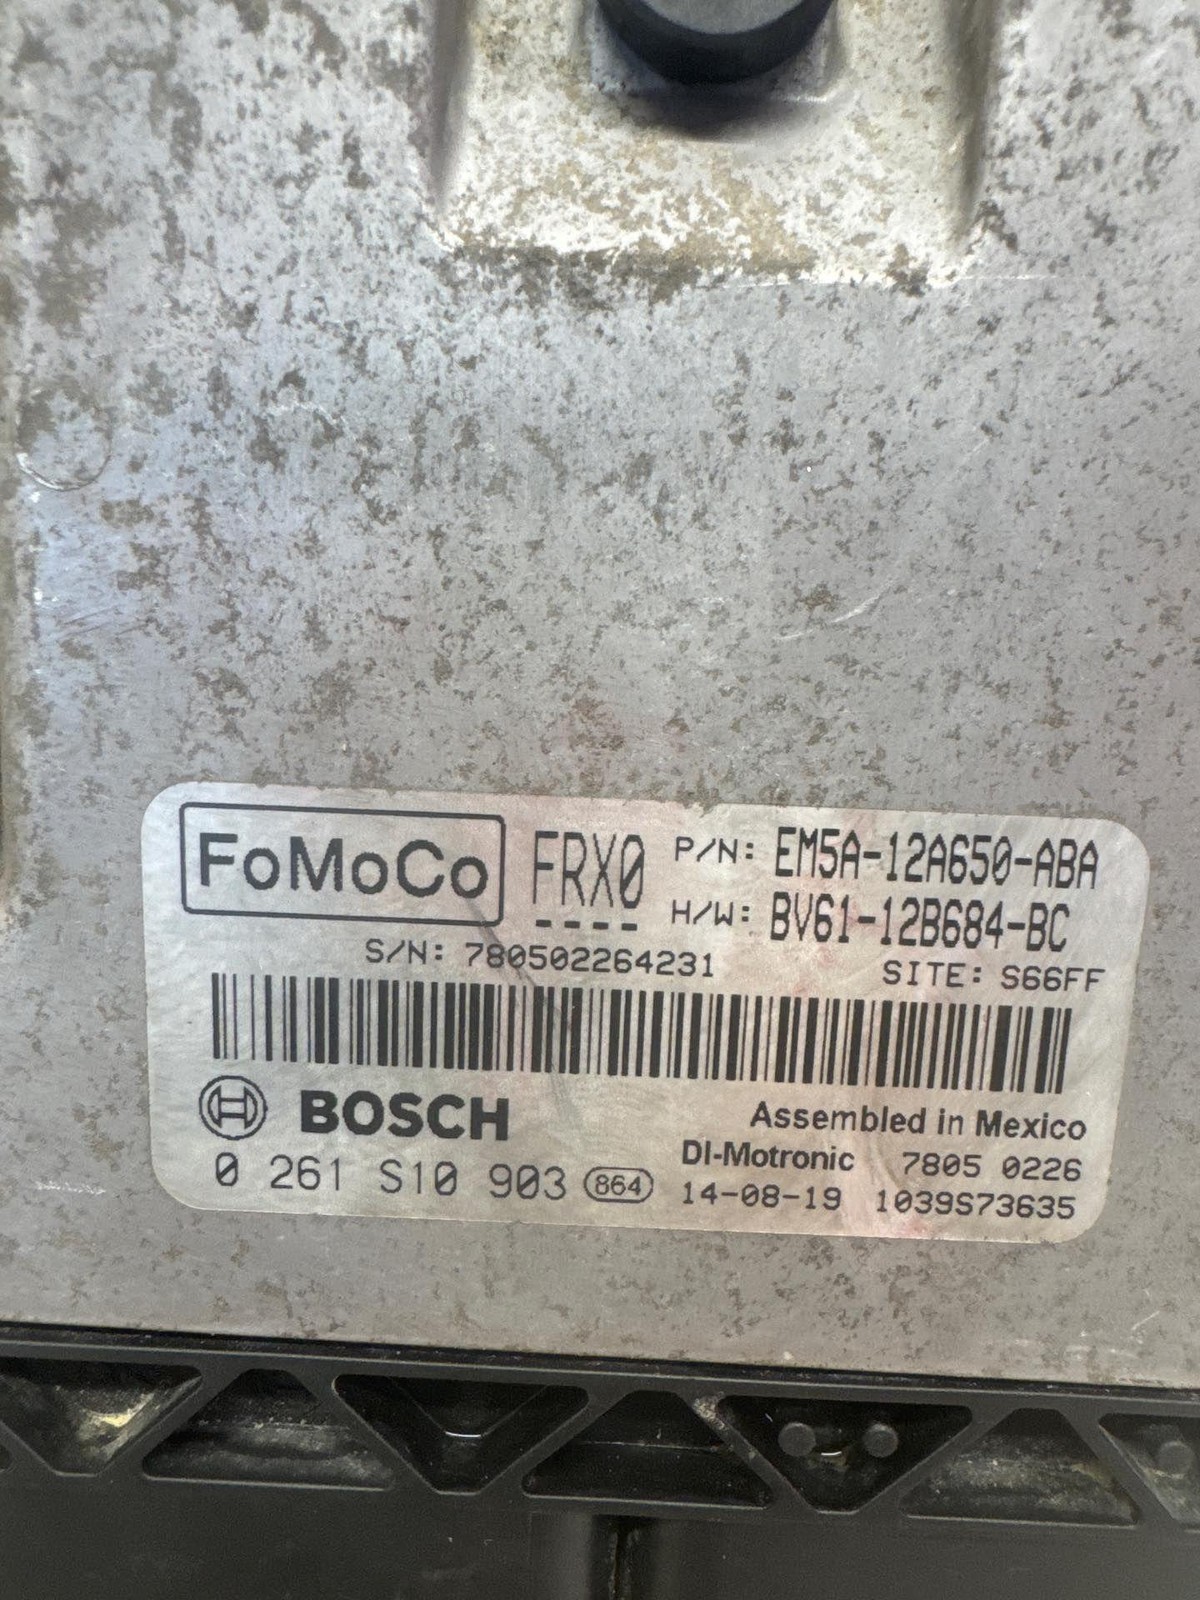 FoMoCo FRX0 P/N: EM5A-12A650-ABA
H/W: BV61-12B684-BC
S/N: 780502264231 SITE: S66FF
BOSCH Assembled in Mexico
DI-Motronic 7805 0226
0 261 S10 903 864 14-08-19 1039S73635